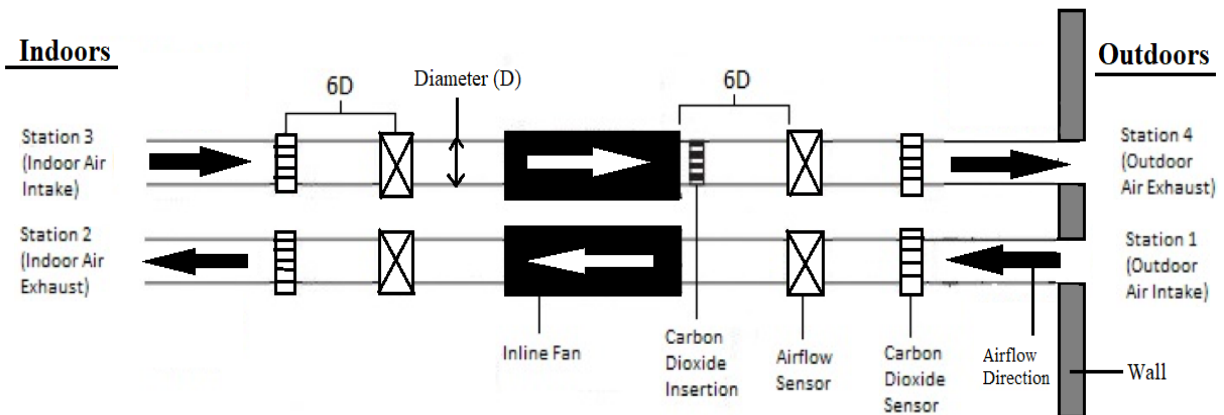 Indoors
Outdoors
6D
Diameter (D)
6D
Station 3
(Indoor Air
Intake)
Station 4
(Outdoor
Air Exhaust)
Station 2
(Indoor Air
Exhaust)
Station 1
(Outdoor
Air Intake)
Inline Fan
Carbon
Dioxide
Insertion
Airflow
Sensor
Carbon
Dioxide
Sensor
Airflow
Direction
Wall